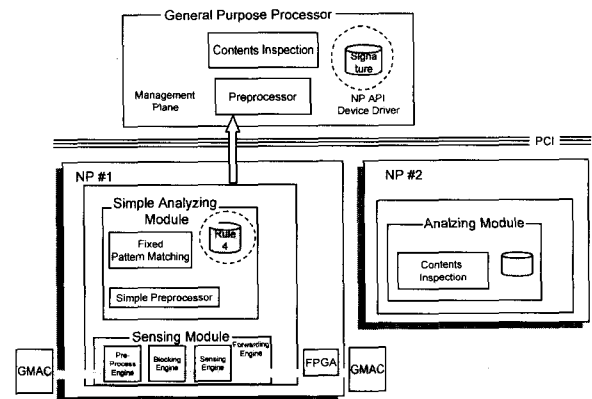 General Purpose Processor
Contents Inspection
Signa
ture
Management
Plane
Preprocessor
NP API
Device Driver
PCI
NP #1
Simple Analyzing
Module
Fixed
Pattern Matching
Rule
4
Simple Preprocessor
Sensing Module
Pre-
Process
Engine
Blocking
Engine
Sensing
Engine
Forwarding
Engine
GMAC
FPGA
GMAC
NP #2
Analzing Module
Contents
Inspection